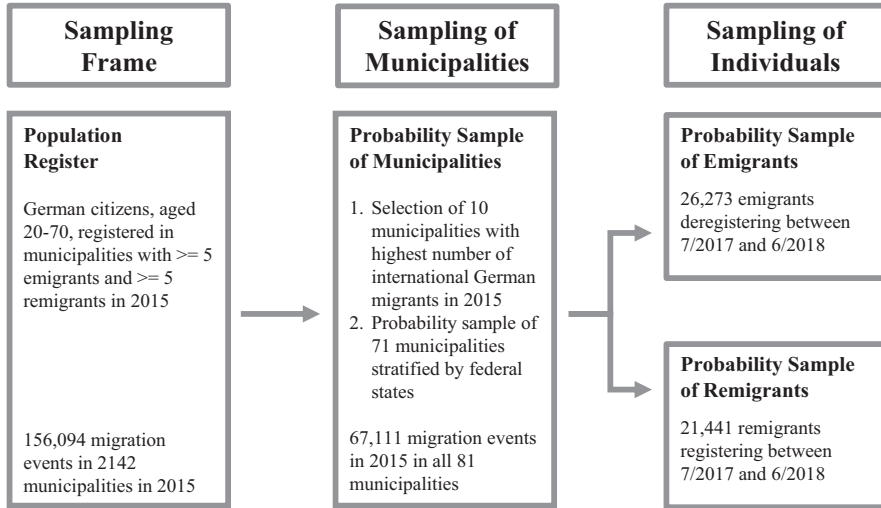 Sampling
Frame
Sampling of
Municipalities
Sampling of
Individuals
Population
Register
German citizens, aged
20-70, registered in
municipalities with >= 5
emigrants and >= 5
remigrants in 2015
156,094 migration
events in 2142
municipalities in 2015
Probability Sample
of Municipalities
1. Selection of 10
municipalities with
highest number of
international German
migrants in 2015
2. Probability sample of
71 municipalities
stratified by federal
states
67,111 migration events
in 2015 in all 81
municipalities
Probability Sample
of Emigrants
26,273 emigrants
deregistering between
7/2017 and 6/2018
Probability Sample
of Remigrants
21,441 remigrants
registering between
7/2017 and 6/2018